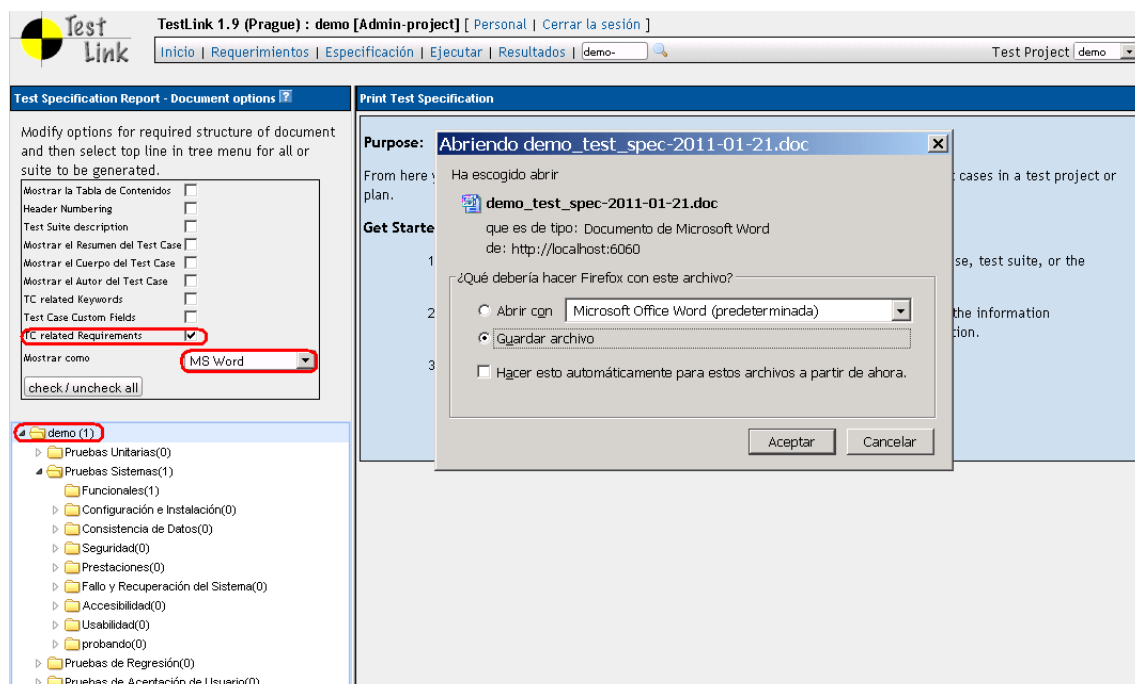 Test Link
TestLink 1.9 (Prague) : demo [Admin-project] [ Personal | Cerrar la sesión ]
Inicio | Requerimientos | Especificación | Ejecutar | Resultados | demo-
Test Project demo
Test Specification Report - Document options ?
Modify options for required structure of document
and then select top line in tree menu for all or
suite to be generated.
Mostrar la Tabla de Contenidos
Header Numbering
Test Suite description
Mostrar el Resumen del Test Case
Mostrar el Cuerpo del Test Case
Mostrar el Autor del Test Case
TC related Keywords
Test Case Custom Fields
TC related Requirements
Mostrar como MS Word
check / uncheck all
demo (1)
Pruebas Unitarias(0)
Pruebas Sistemas(1)
Funcionales(1)
Configuración e Instalación(0)
Consistencia de Datos(0)
Seguridad(0)
Prestaciones(0)
Fallo y Recuperación del Sistema(0)
Accesibilidad(0)
Usabilidad(0)
probando(0)
Pruebas de Regresión(0)
Pruebas de Aceptación de Usuario(0)
Print Test Specification
Purpose:
From here
cases in a test project or
plan.
Get Starte
1
se, test suite, or the
2
the information
tion.
3
Abriendo demo_test_spec-2011-01-21.doc
Ha escogido abrir
demo_test_spec-2011-01-21.doc
que es de tipo: Documento de Microsoft Word
de: http://localhost:6060
¿Qué debería hacer Firefox con este archivo?
Abrir con Microsoft Office Word (predeterminada)
Guardar archivo
Hacer esto automáticamente para estos archivos a partir de ahora.
Aceptar Cancelar